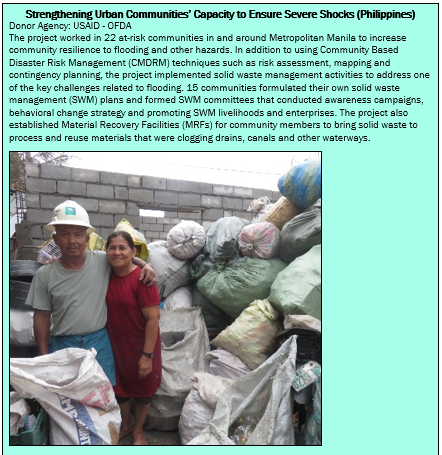 Strengthening Urban Communities' Capacity to Ensure Severe Shocks (Philippines)
Donor Agency: USAID - OFDA
The project worked in 22 at-risk communities in and around Metropolitan Manila to increase
community resilience to flooding and other hazards. In addition to using Community Based
Disaster Risk Management (CMDRM) techniques such as risk assessment, mapping and
contingency planning, the project implemented solid waste management activities to address one
of the key challenges related to flooding. 15 communities formulated their own solid waste
management (SWM) plans and formed SWM committees that conducted awareness campaigns,
behavioral change strategy and promoting SWM livelihoods and enterprises. The project also
established Material Recovery Facilities (MRFs) for community members to bring solid waste to
process and reuse materials that were clogging drains, canals and other waterways.